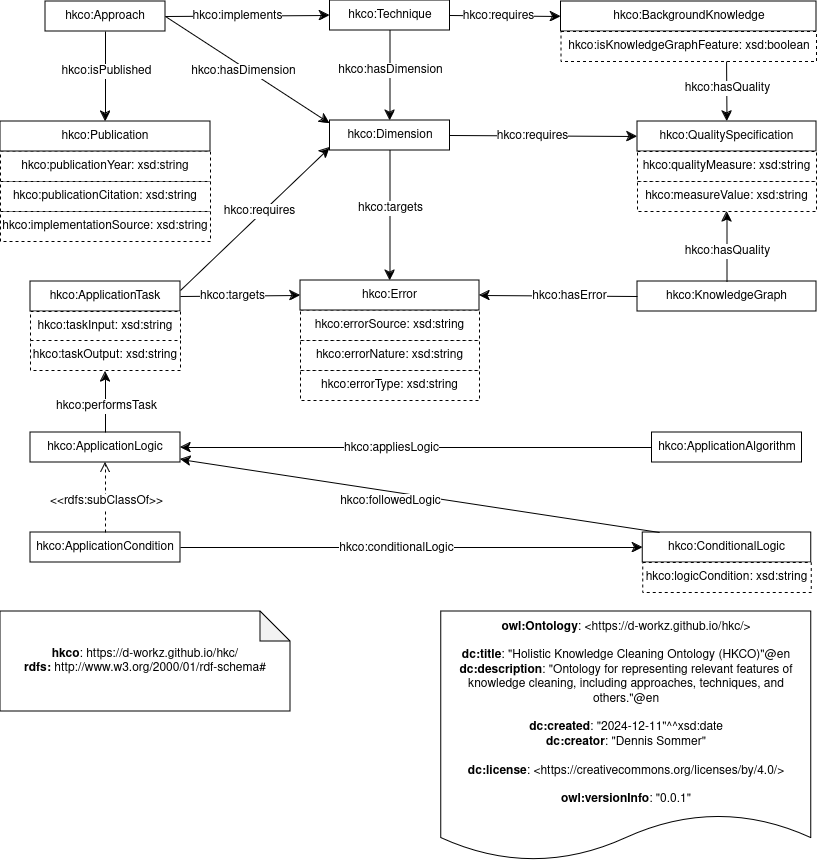 hkco:Approach
hkco:implements
hkco:Technique
hkco:requires
hkco:BackgroundKnowledge
hkco:isKnowledgeGraphFeature: xsd:boolean
hkco:isPublished
hkco:hasDimension
hkco:hasDimension
hkco:hasQuality
hkco:Publication
hkco:publicationYear: xsd:string
hkco:publicationCitation: xsd:string
hkco:implementationSource: xsd:string
hkco:Dimension
hkco:requires
hkco:QualitySpecification
hkco:qualityMeasure: xsd:string
hkco:measureValue: xsd:string
hkco:requires
hkco:targets
hkco:hasQuality
hkco:ApplicationTask
hkco:taskInput: xsd:string
hkco:taskOutput: xsd:string
hkco:targets
hkco:Error
hkco:errorSource: xsd:string
hkco:errorNature: xsd:string
hkco:errorType: xsd:string
hkco:hasError
hkco:KnowledgeGraph
hkco:performsTask
hkco:ApplicationLogic
hkco:appliesLogic
hkco:ApplicationAlgorithm
<<rdfs:subClassOf>>
hkco:followedLogic
hkco:ApplicationCondition
hkco:conditionalLogic
hkco:ConditionalLogic
hkco:logicCondition: xsd:string
hkco: https://d-workz.github.io/hkc/
rdfs: http://www.w3.org/2000/01/rdf-schema#
owl:Ontology: <https://d-workz.github.io/hkc/>
dc:title: "Holistic Knowledge Cleaning Ontology (HKCO)"@en
dc:description: "Ontology for representing relevant features of
knowledge cleaning, including approaches, techniques, and
others."@en
dc:created: "2024-12-11"^^xsd:date
dc:creator: "Dennis Sommer"
dc:license: <https://creativecommons.org/licenses/by/4.0/>
owl:versionInfo: "0.0.1"